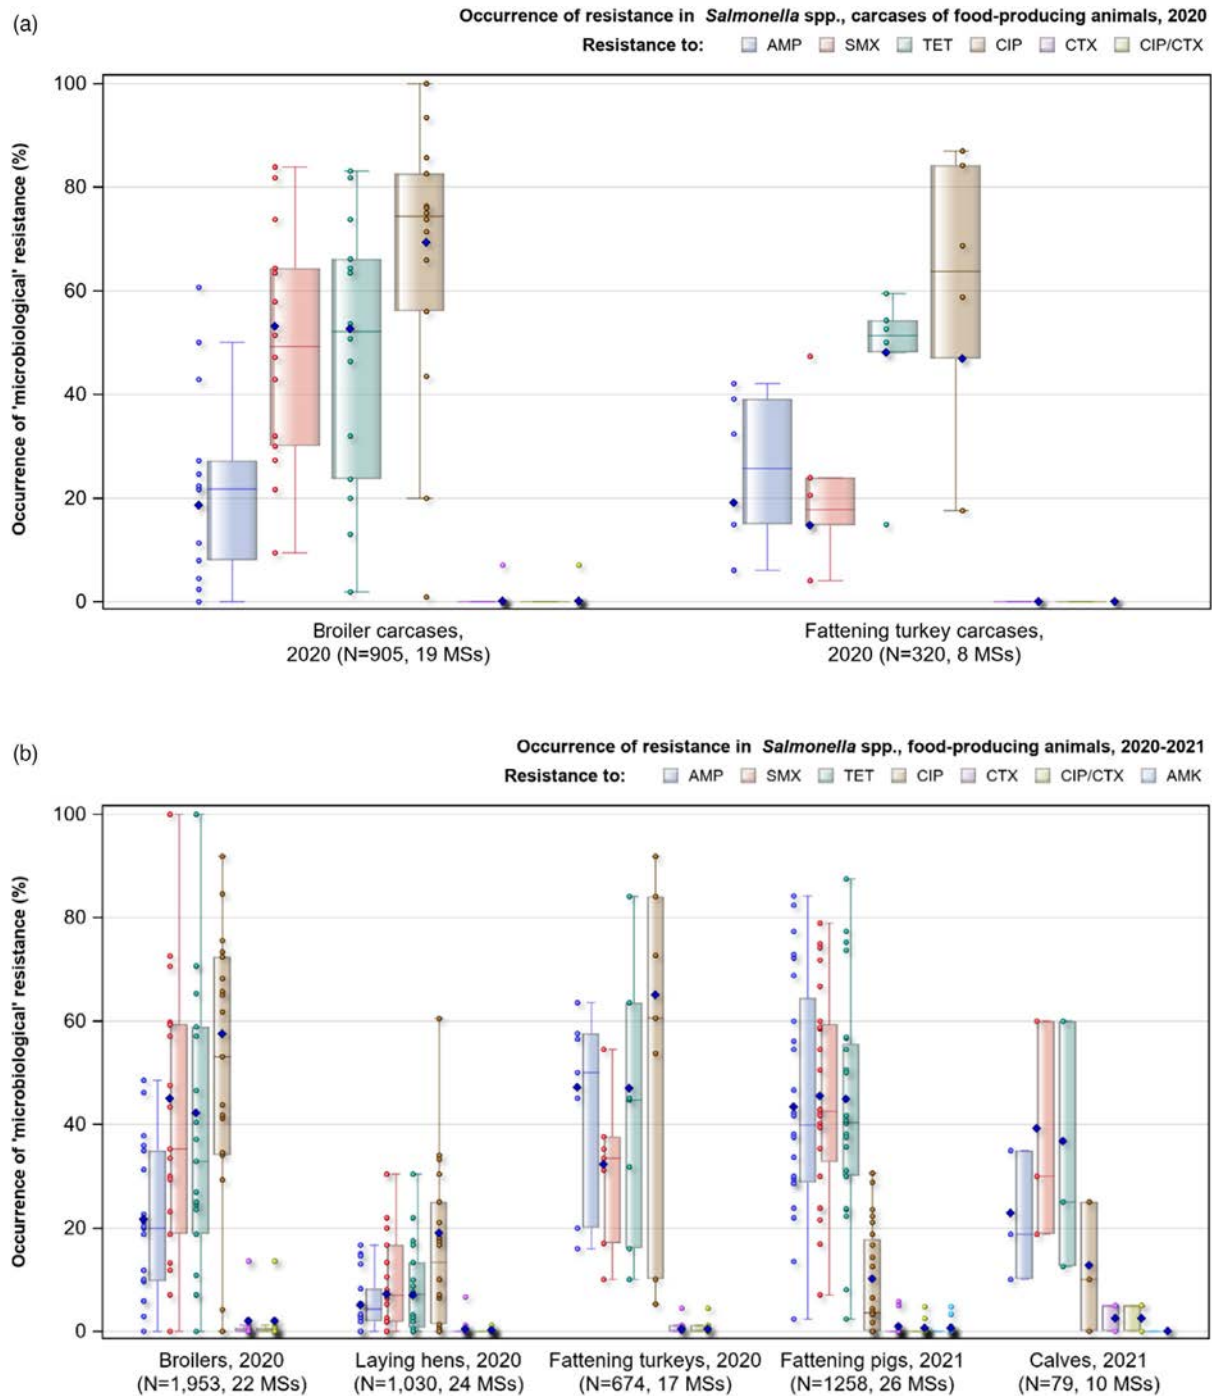 (a)
Occurrence of resistance in Salmonella spp., carcases of food-producing animals, 2020
Resistance to: AMP SMX TET CIP CTX CIP/CTX
Occurrence of 'microbiological' resistance (%)
100
80
60
40
20
0
Broiler carcases,
2020 (N=905, 19 MSs)
Fattening turkey carcases,
2020 (N=320, 8 MSs)
(b)
Occurrence of resistance in Salmonella spp., food-producing animals, 2020-2021
Resistance to: AMP SMX TET CIP CTX CIP/CTX AMK
Occurrence of 'microbiological' resistance (%)
100
80
60
40
20
0
Broilers, 2020
(N=1,953, 22 MSs)
Laying hens, 2020
(N=1,030, 24 MSs)
Fattening turkeys, 2020
(N=674, 17 MSs)
Fattening pigs, 2021
(N=1258, 26 MSs)
Calves, 2021
(N=79, 10 MSs)